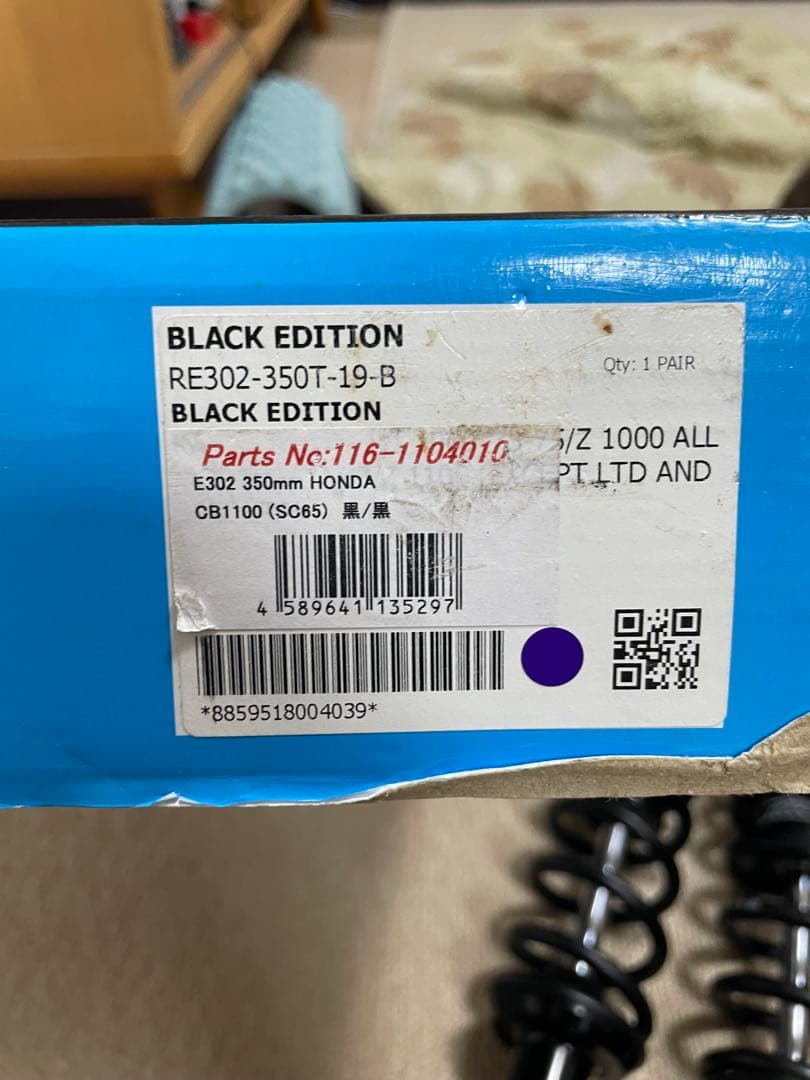 BLACK EDITION
RE302-350T-19-B
Qty: 1 PAIR
BLACK EDITION
/Z 1000 ALL
Parts No:116-1104010
PT LTD AND
E302 350mm HONDA
CB1100 (SC65) 黒/黒
4 589641 135297
*8859518004039*